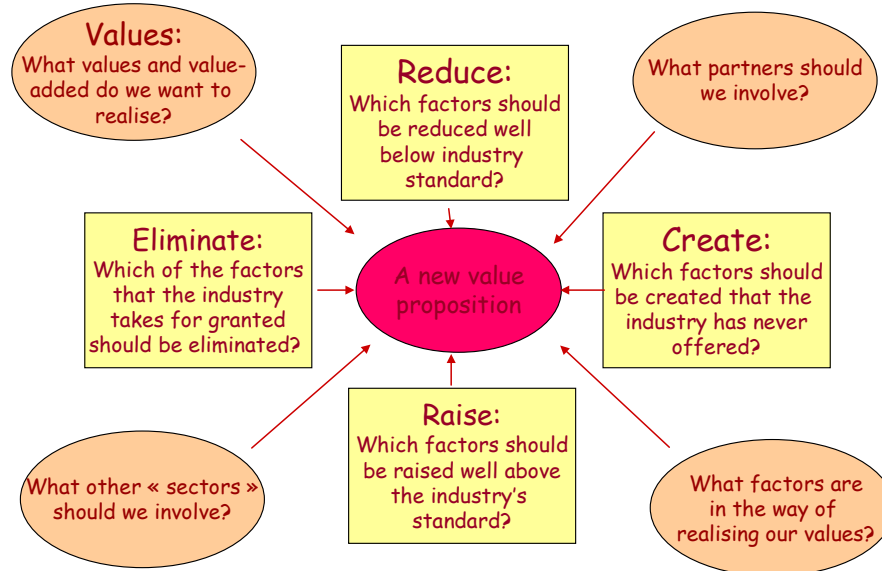 Values:
What values and value-
added do we want to
realise?
Reduce:
Which factors should
be reduced well
below industry
standard?
What partners should
we involve?
Eliminate:
Which of the factors
that the industry
takes for granted
should be eliminated?
A new value
proposition
Create:
Which factors should
be created that the
industry has never
offered?
What other « sectors »
should we involve?
Raise:
Which factors should
be raised well above
the industry's
standard?
What factors are
in the way of
realising our values?